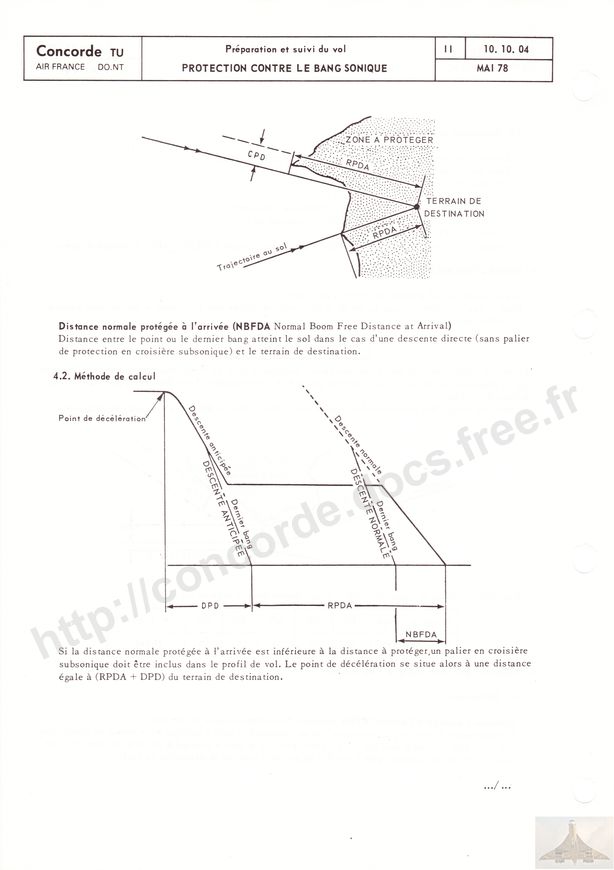 Concorde TU
AIR FRANCE DO.NT
Préparation et suivi du vol
PROTECTION CONTRE LE BANG SONIQUE
II
10. 10. 04
MAI 78
ZONE A PROTEGER
CPD
RPDA
TERRAIN DE
DESTINATION
RPDA
Trajectoire au sol
Distance normale protégée à l'arrivée (NBFDA Normal Boom Free Distance at Arrival)
Distance entre le point ou le dernier bang atteint le sol dans le cas d'une descente directe (sans palier
de protection en croisière subsonique) et le terrain de destination.
4.2. Méthode de calcul
Point de décélération
Descente anticipée
DESCENTE ANTICIPÉE
Dernier bang
Descente normale
DESCENTE NORMALE
Dernier bang
DPD
RPDA
NBFDA
Si la distance normale protégée à l'arrivée est inférieure à la distance à protéger,un palier en croisière
subsonique doit être inclus dans le profil de vol. Le point de décélération se situe alors à une distance
égale à (RPDA + DPD) du terrain de destination.
.../ ...
http://concorde.docs.free.fr